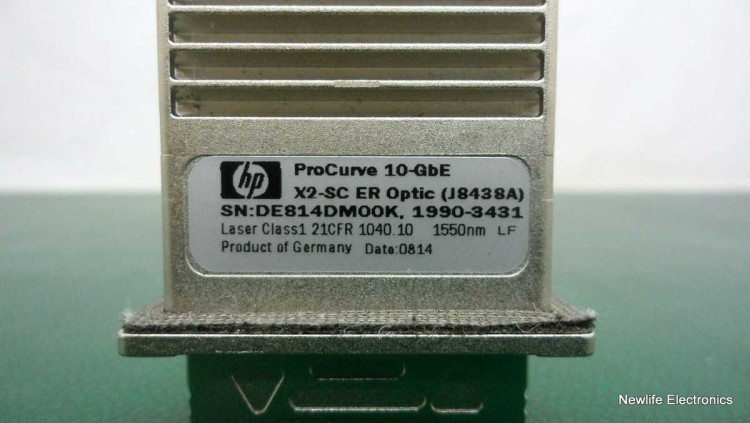 hp ProCurve 10-GbE
X2-SC ER Optic (J8438A)
SN:DE814DM00K, 1990-3431
Laser Class1 21CFR 1040.10 1550nm LF
Product of Germany Date:0814
Newlife Electronics